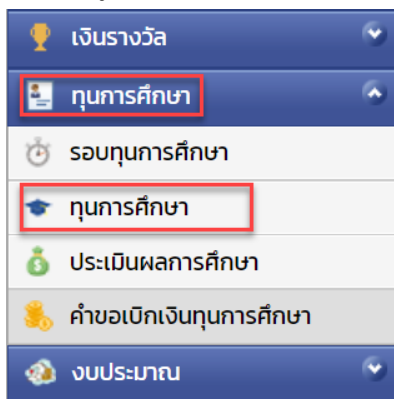 เงินรางวัล
ทุนการศึกษา
รอบทุนการศึกษา
ทุนการศึกษา
ประเมินผลการศึกษา
คำขอเบิกเงินทุนการศึกษา
งบประมาณ